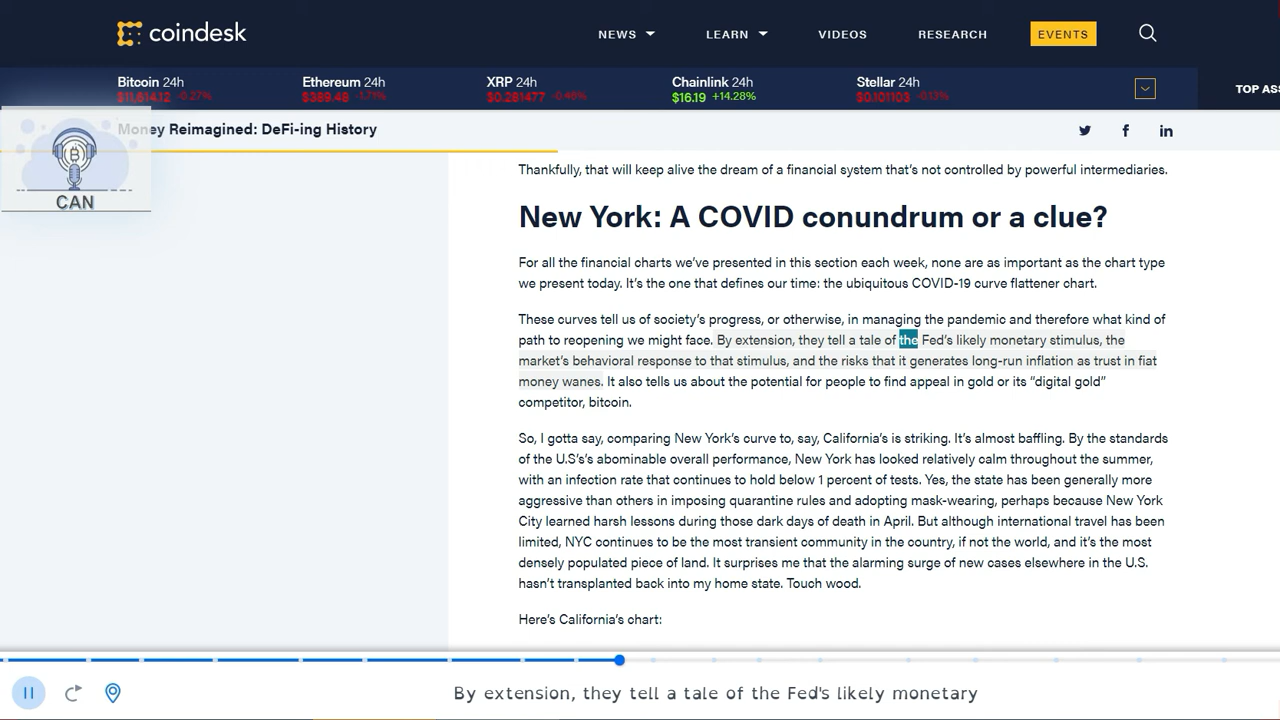 coindesk
NEWS
LEARN
VIDEOS
RESEARCH
EVENTS
Bitcoin 24h
$11,614.12 -0.27%
Ethereum 24h
$389.48 -1.71%
XRP 24h
$0.281477 -0.46%
Chainlink 24h
$16.19 +14.28%
Stellar 24h
$0.101103 -0.13%
TOP ASS
Money Reimagined: DeFi-ing History
CAN
Thankfully, that will keep alive the dream of a financial system that’s not controlled by powerful intermediaries.
New York: A COVID conundrum or a clue?
For all the financial charts we’ve presented in this section each week, none are as important as the chart type
we present today. It’s the one that defines our time: the ubiquitous COVID-19 curve flattener chart.
These curves tell us of society’s progress, or otherwise, in managing the pandemic and therefore what kind of
path to reopening we might face. By extension, they tell a tale of the Fed’s likely monetary stimulus, the
market’s behavioral response to that stimulus, and the risks that it generates long-run inflation as trust in fiat
money wanes. It also tells us about the potential for people to find appeal in gold or its “digital gold”
competitor, bitcoin.
So, I gotta say, comparing New York’s curve to, say, California’s is striking. It’s almost baffling. By the standards
of the U.S’s’s abominable overall performance, New York has looked relatively calm throughout the summer,
with an infection rate that continues to hold below 1 percent of tests. Yes, the state has been generally more
aggressive than others in imposing quarantine rules and adopting mask-wearing, perhaps because New York
City learned harsh lessons during those dark days of death in April. But although international travel has been
limited, NYC continues to be the most transient community in the country, if not the world, and it’s the most
densely populated piece of land. It surprises me that the alarming surge of new cases elsewhere in the U.S.
hasn’t transplanted back into my home state. Touch wood.
Here’s California’s chart:
By extension, they tell a tale of the Fed's likely monetary